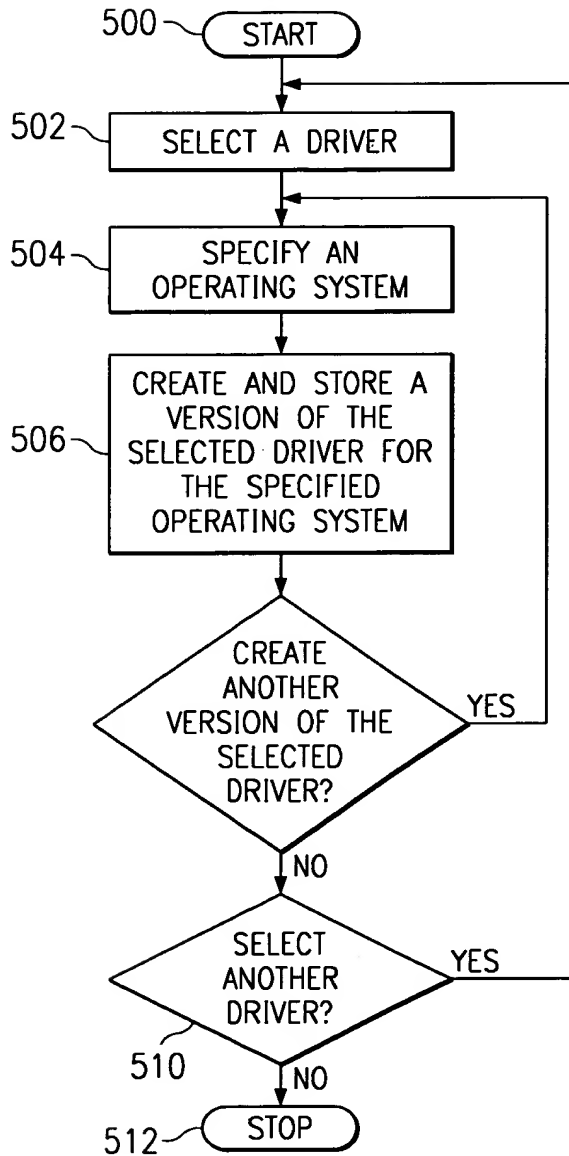 500
START
502
SELECT A DRIVER
504
SPECIFY AN
OPERATING SYSTEM
506
CREATE AND STORE A
VERSION OF THE
SELECTED DRIVER FOR
THE SPECIFIED
OPERATING SYSTEM
CREATE
ANOTHER
VERSION OF THE
SELECTED
DRIVER?
YES
NO
SELECT
ANOTHER
DRIVER?
YES
510
NO
512
STOP